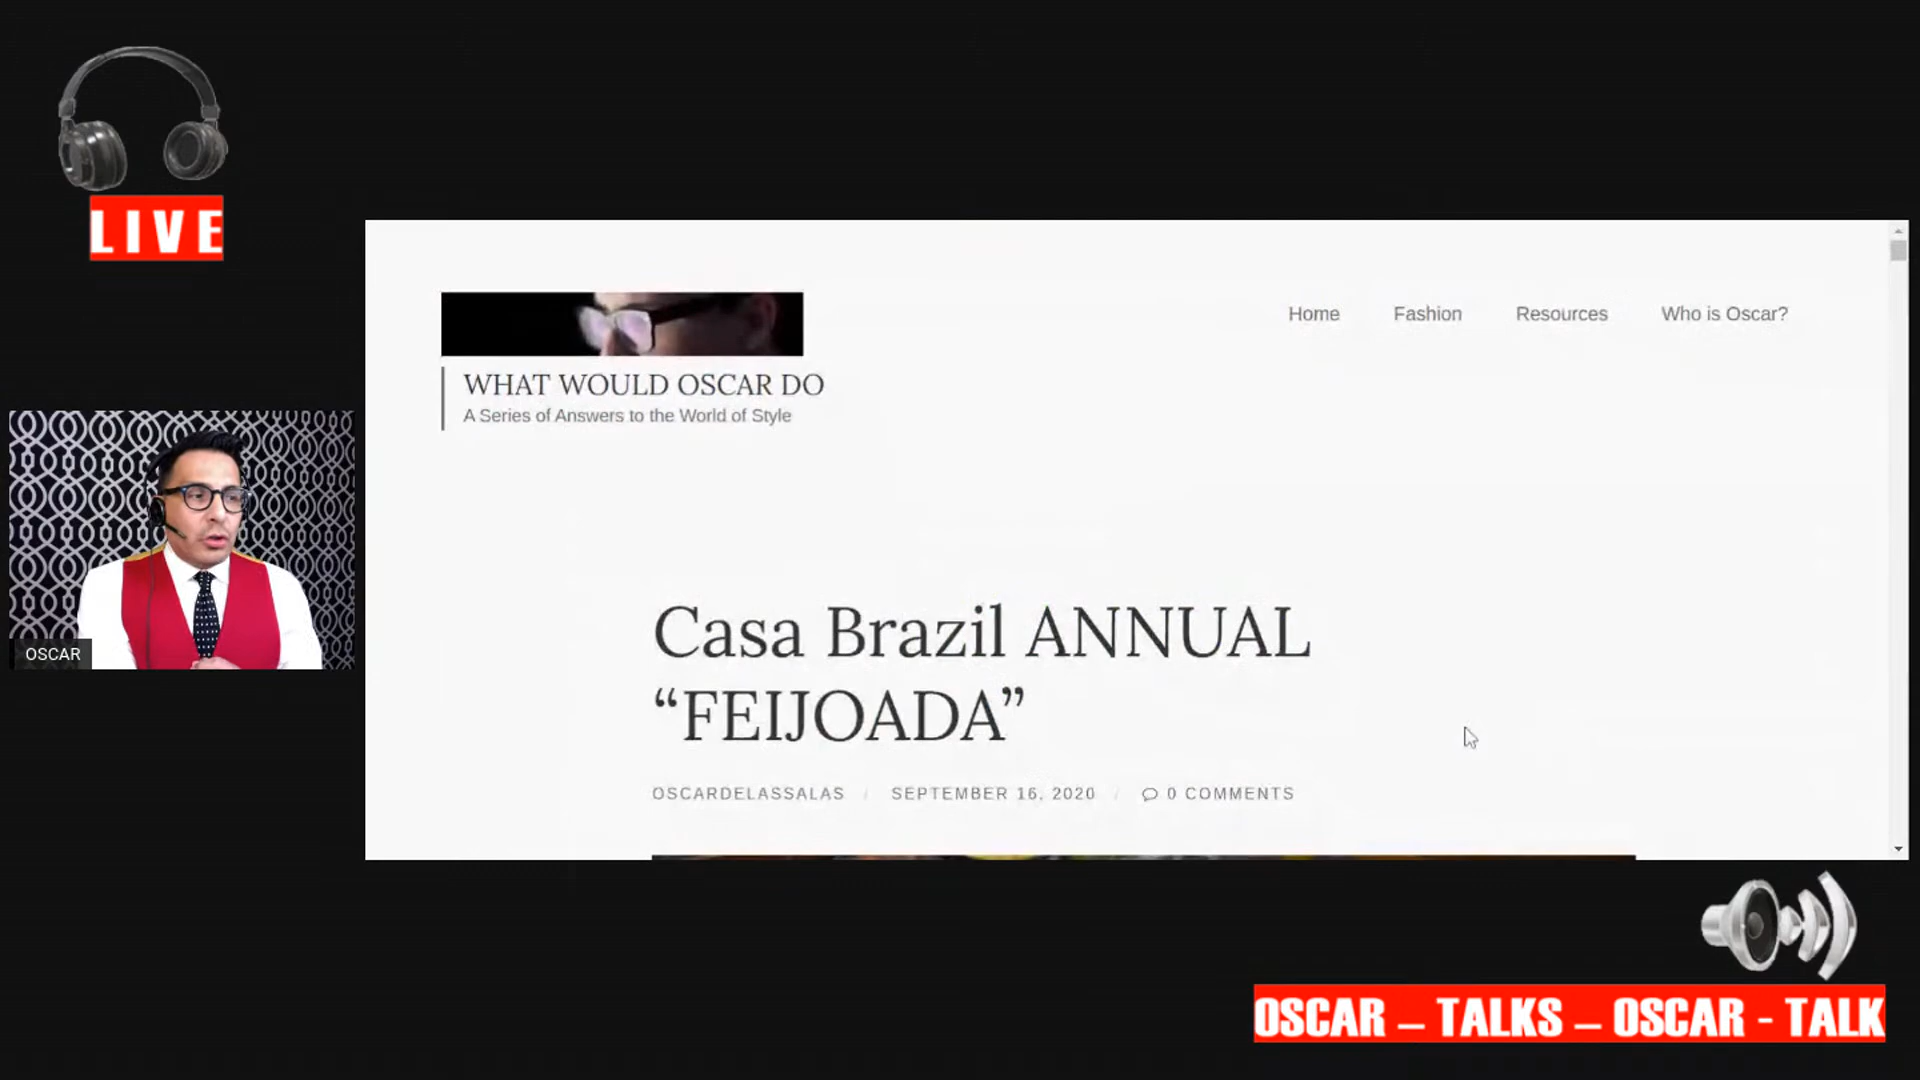 LIVE
Home Fashion Resources Who is Oscar?
WHAT WOULD OSCAR DO
A Series of Answers to the World of Style
Casa Brazil ANNUAL
“FEIJOADA”
OSCARDELASSALAS / SEPTEMBER 16, 2020 / 0 COMMENTS
OSCAR
OSCAR – TALKS – OSCAR - TALK